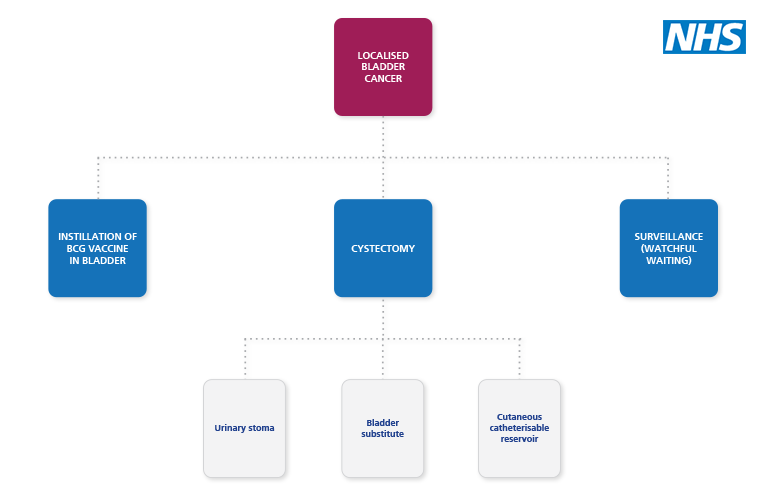 NHS
LOCALISED
BLADDER
CANCER
INSTILLATION OF
BCG VACCINE
IN BLADDER
CYSTECTOMY
SURVEILLANCE
(WATCHFUL
WAITING)
Urinary stoma
Bladder
substitute
Cutaneous
catheterisable
reservoir